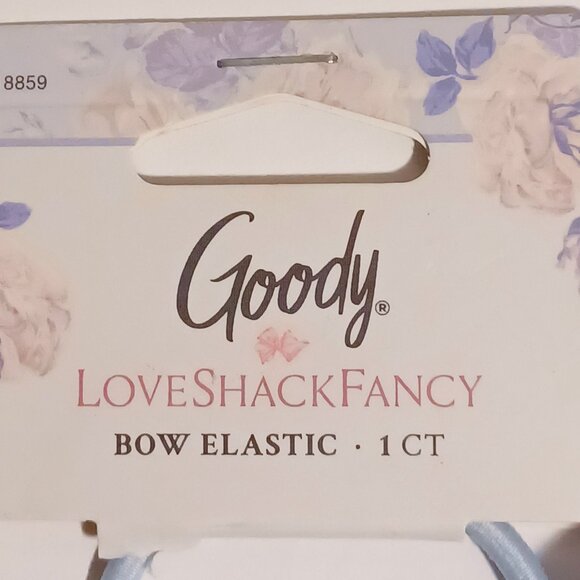 8859
Goody®
LOVESHACKFANCY
BOW ELASTIC · 1 CT